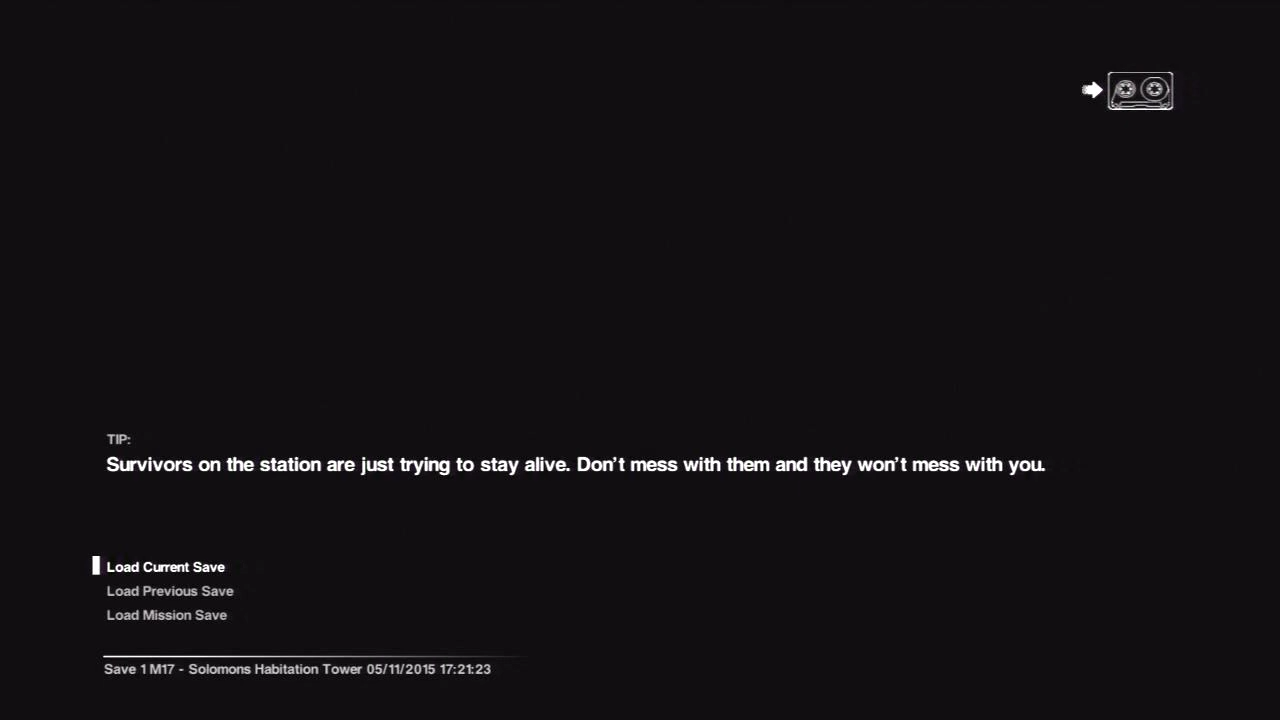 TIP:
Survivors on the station are just trying to stay alive. Don't mess with them and they won't mess with you.
Load Current Save
Load Previous Save
Load Mission Save
Save 1 M17 - Solomons Habitation Tower 05/11/2015 17:21:23